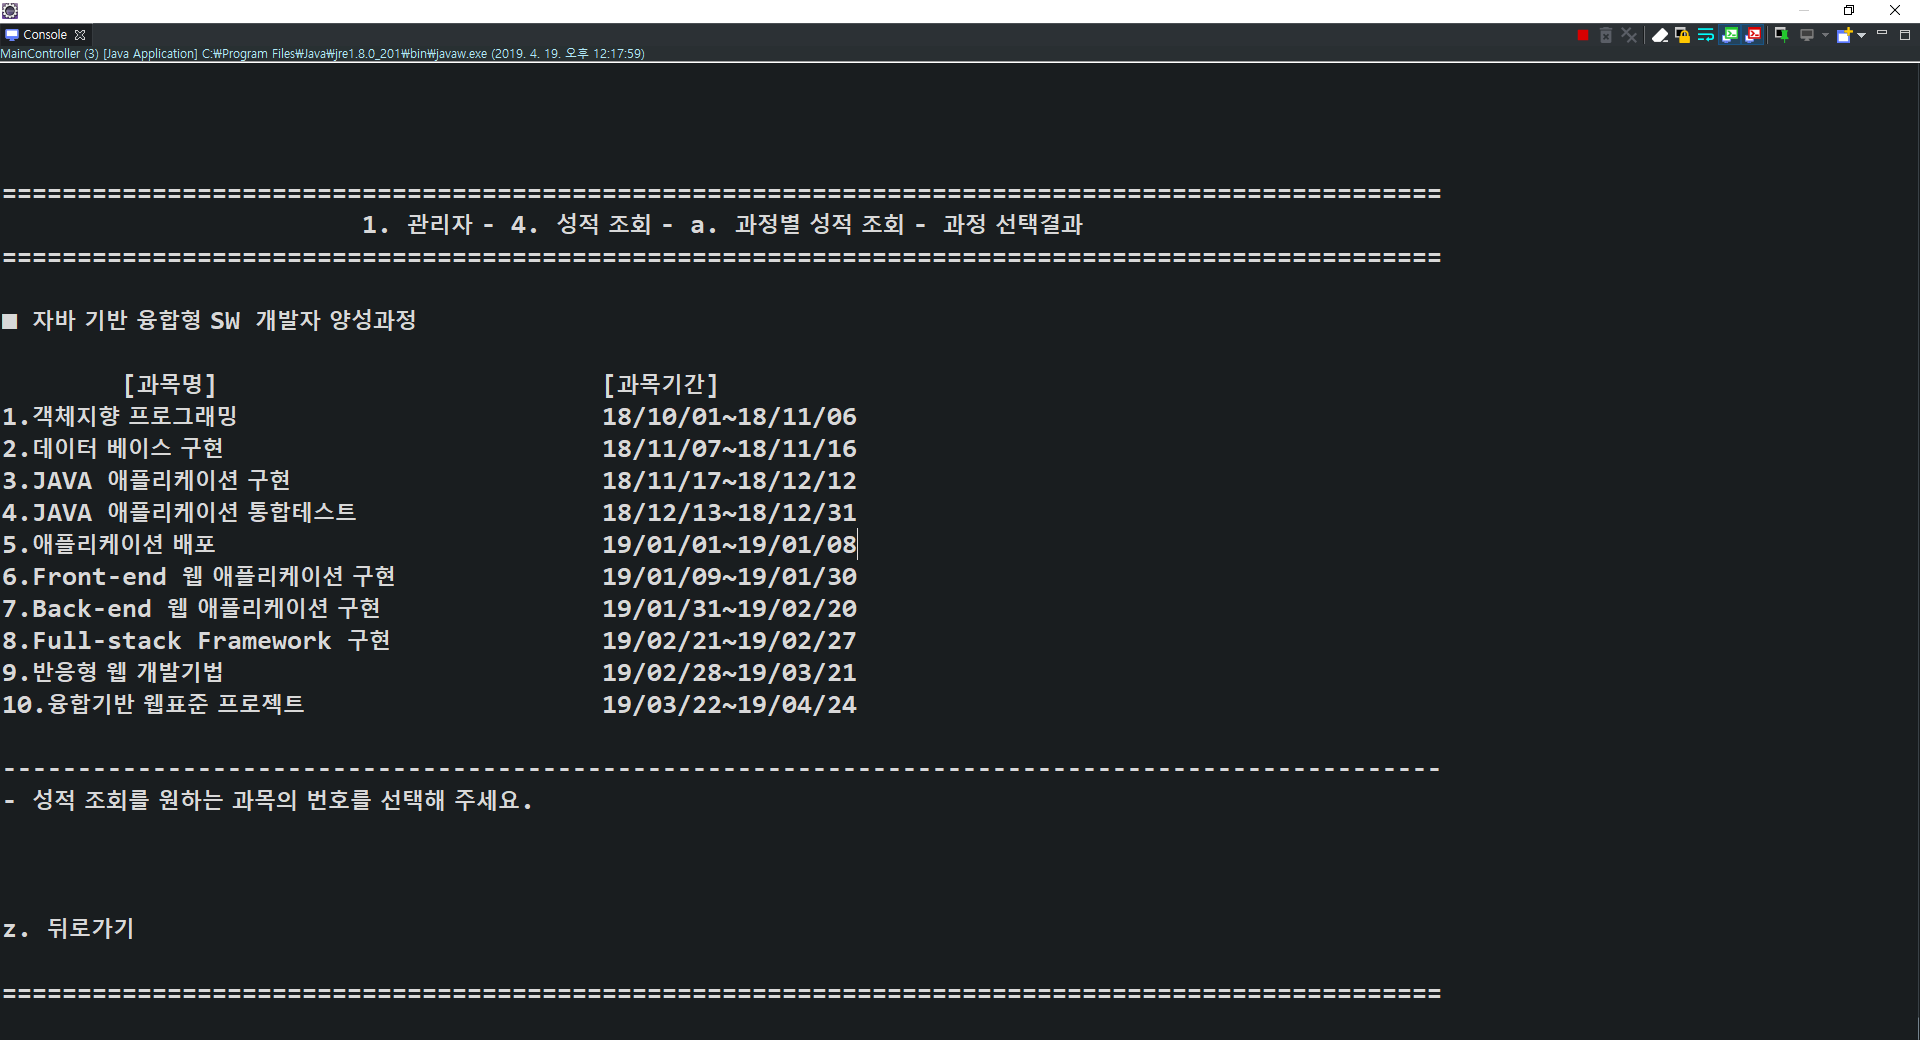 Console
MainController (3) [Java Application] C:₩Program Files₩Java₩jre1.8.0_201₩bin₩javaw.exe (2019. 4. 19. 오후 12:17:59)
================================================================================================
1. 관리자 - 4. 성적 조회 - a. 과정별 성적 조회 - 과정 선택결과
================================================================================================
■ 자바 기반 융합형 SW 개발자 양성과정
[과목명] [과목기간]
1.객체지향 프로그래밍 18/10/01~18/11/06
2.데이터 베이스 구현 18/11/07~18/11/16
3.JAVA 애플리케이션 구현 18/11/17~18/12/12
4.JAVA 애플리케이션 통합테스트 18/12/13~18/12/31
5.애플리케이션 배포 19/01/01~19/01/08
6.Front-end 웹 애플리케이션 구현 19/01/09~19/01/30
7.Back-end 웹 애플리케이션 구현 19/01/31~19/02/20
8.Full-stack Framework 구현 19/02/21~19/02/27
9.반응형 웹 개발기법 19/02/28~19/03/21
10.융합기반 웹표준 프로젝트 19/03/22~19/04/24
------------------------------------------------------------------------------------------------
- 성적 조회를 원하는 과목의 번호를 선택해 주세요.
z. 뒤로가기
================================================================================================